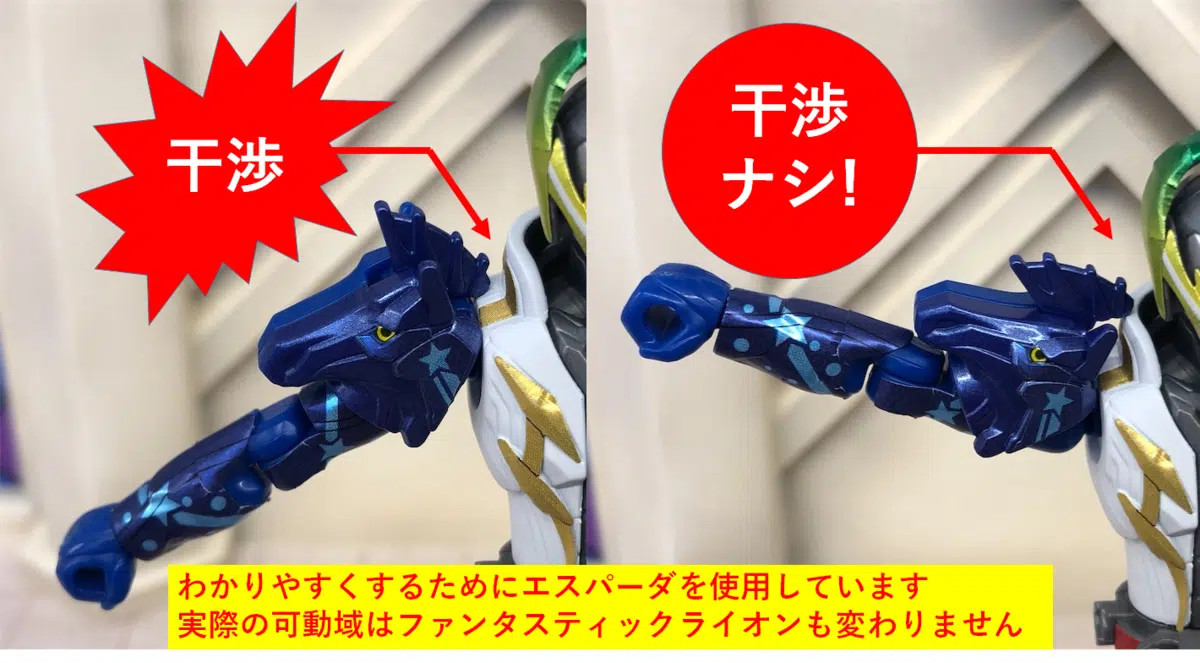 干渉
干渉
ナシ!
わかりやすくするためにエスパーダを使用しています
実際の可動域はファンタスティックライオンも変わりません